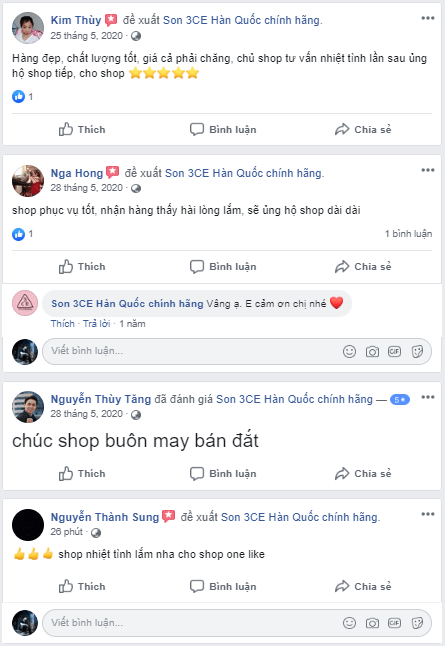 Kim Thùy đề xuất Son 3CE Hàn Quốc chính hãng.
25 tháng 5, 2020 ·
Hàng đẹp, chất lượng tốt, giá cả phải chăng, chủ shop tư vấn nhiệt tình lần sau ủng
hộ shop tiếp, cho shop ⭐⭐⭐⭐⭐
1
Thích Bình luận Chia sẻ
Nga Hong đề xuất Son 3CE Hàn Quốc chính hãng.
28 tháng 5, 2020 ·
shop phục vụ tốt, nhận hàng thấy hài lòng lắm, sẽ ủng hộ shop dài dài
1 1 bình luận
Thích Bình luận Chia sẻ
Son 3CE Hàn Quốc chính hãng Vâng ạ. E cảm ơn chị nhé ❤️
Thích · Trả lời · 1 năm
Viết bình luận...
GIF
Nguyễn Thùy Tăng đã đánh giá Son 3CE Hàn Quốc chính hãng — 5★
28 tháng 5, 2020 ·
chúc shop buôn may bán đắt
Thích Bình luận Chia sẻ
Nguyễn Thành Sung đề xuất Son 3CE Hàn Quốc chính hãng.
26 phút ·
👍👍👍 shop nhiệt tình lắm nha cho shop one like
Thích Bình luận Chia sẻ
Viết bình luận...
GIF